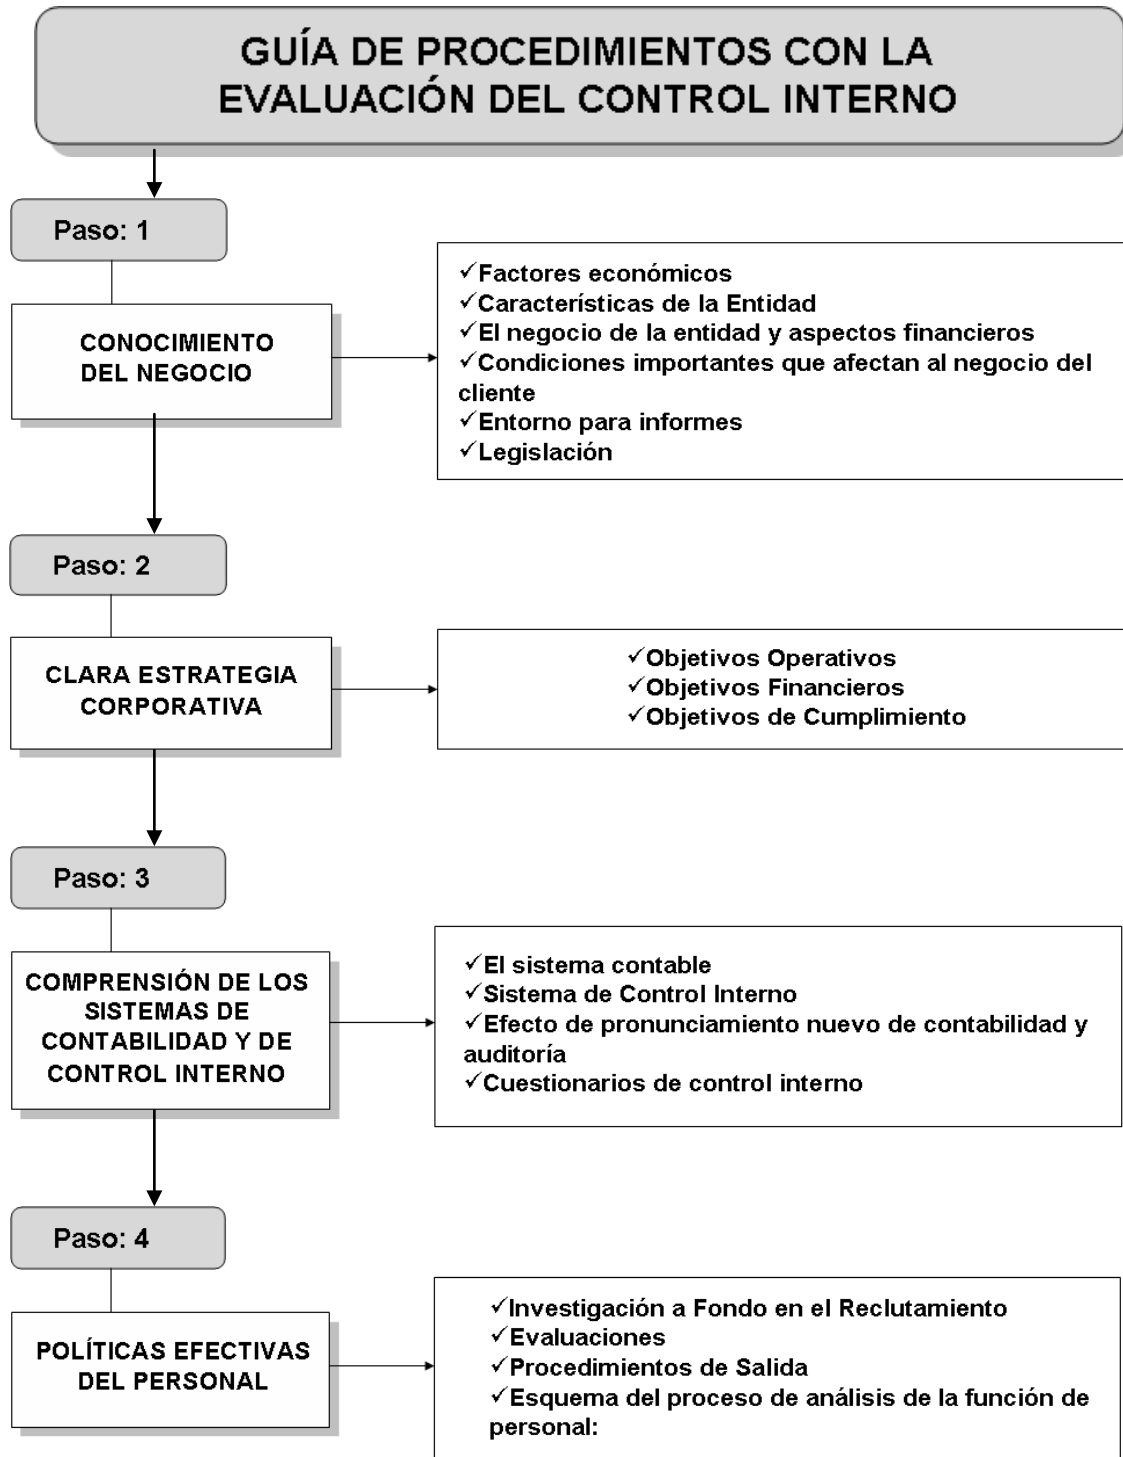 GUÍA DE PROCEDIMIENTOS CON LA
EVALUACIÓN DEL CONTROL INTERNO
Paso: 1
CONOCIMIENTO
DEL NEGOCIO
✓Factores económicos
✓Características de la Entidad
✓El negocio de la entidad y aspectos financieros
✓Condiciones importantes que afectan al negocio del
cliente
✓Entorno para informes
✓Legislación
Paso: 2
CLARA ESTRATEGIA
CORPORATIVA
✓Objetivos Operativos
✓Objetivos Financieros
✓Objetivos de Cumplimiento
Paso: 3
COMPRENSIÓN DE LOS
SISTEMAS DE
CONTABILIDAD Y DE
CONTROL INTERNO
✓El sistema contable
✓Sistema de Control Interno
✓Efecto de pronunciamiento nuevo de contabilidad y
auditoría
✓Cuestionarios de control interno
Paso: 4
POLÍTICAS EFECTIVAS
DEL PERSONAL
✓Investigación a Fondo en el Reclutamiento
✓Evaluaciones
✓Procedimientos de Salida
✓Esquema del proceso de análisis de la función de
personal: